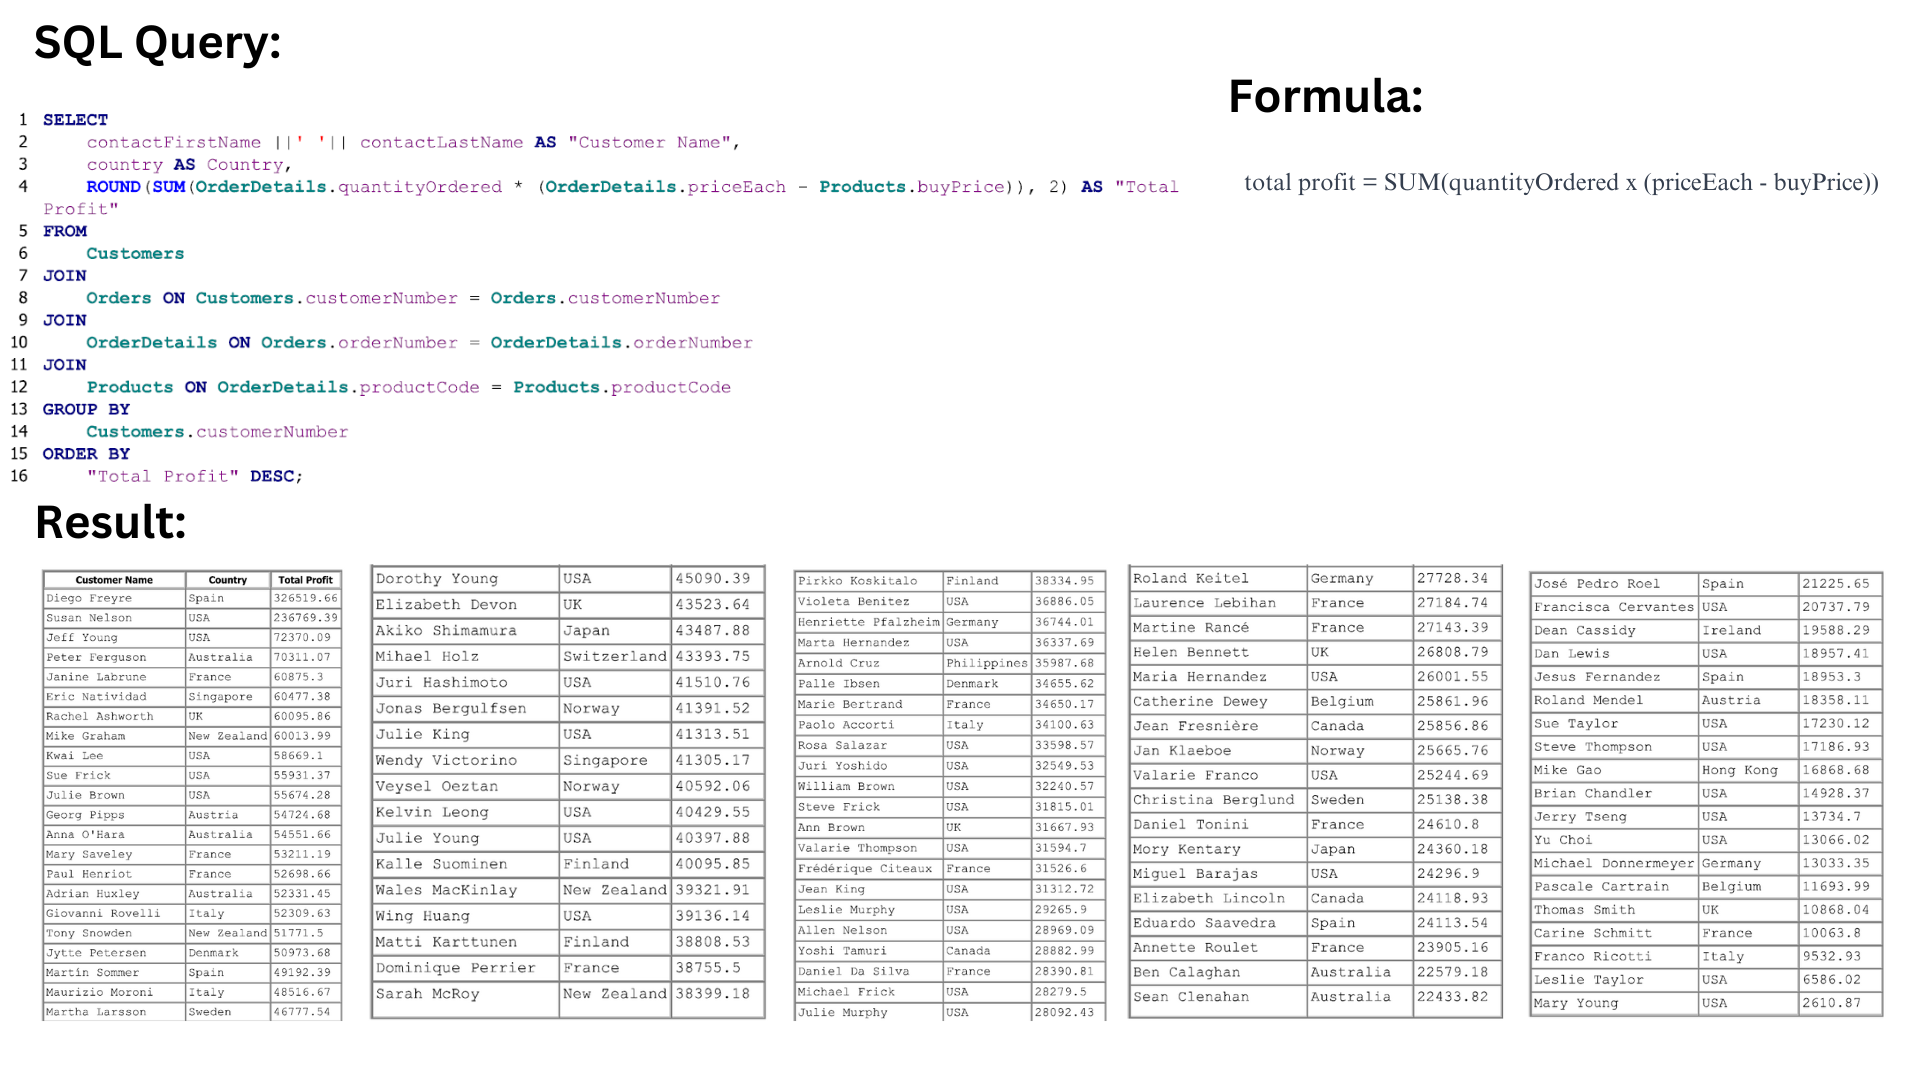 SQL Query:
Formula:
1 SELECT
2 contactFirstName ||' '|| contactLastName AS "Customer Name",
3 country AS Country,
4 ROUND(SUM(OrderDetails.quantityOrdered * (OrderDetails.priceEach - Products.buyPrice)), 2) AS "Total
Profit"
total profit = SUM(quantityOrdered x (priceEach - buyPrice))
5 FROM
6 Customers
7 JOIN
8 Orders ON Customers.customerNumber = Orders.customerNumber
9 JOIN
10 OrderDetails ON Orders.orderNumber = OrderDetails.orderNumber
11 JOIN
12 Products ON OrderDetails.productCode = Products.productCode
13 GROUP BY
14 Customers.customerNumber
15 ORDER BY
16 "Total Profit" DESC;
Result:
Customer Name Country Total Profit
Diego Freyre Spain 326519.66
Susan Nelson USA 236769.39
Jeff Young USA 72370.09
Peter Ferguson Australia 70311.07
Janine Labrune France 60875.3
Eric Natividad Singapore 60477.38
Rachel Ashworth UK 60095.86
Mike Graham New Zealand 60013.99
Kwai Lee USA 58669.1
Sue Frick USA 55931.37
Julie Brown USA 55674.28
Georg Pipps Austria 54724.68
Anna O'Hara Australia 54551.66
Mary Saveley France 53211.19
Paul Henriot France 52698.66
Adrian Huxley Australia 52331.45
Giovanni Rovelli Italy 52309.63
Tony Snowden New Zealand 51771.5
Jytte Petersen Denmark 50973.68
Martín Sommer Spain 49192.39
Maurizio Moroni Italy 48516.67
Martha Larsson Sweden 46777.54
Dorothy Young USA 45090.39
Elizabeth Devon UK 43523.64
Akiko Shimamura Japan 43487.88
Mihael Holz Switzerland 43393.75
Juri Hashimoto USA 41510.76
Jonas Bergulfsen Norway 41391.52
Julie King USA 41313.51
Wendy Victorino Singapore 41305.17
Veysel Oeztan Norway 40592.06
Kelvin Leong USA 40429.55
Julie Young USA 40397.88
Kalle Suominen Finland 40095.85
Wales MacKinlay New Zealand 39321.91
Wing Huang USA 39136.14
Matti Karttunen Finland 38808.53
Dominique Perrier France 38755.5
Sarah McRoy New Zealand 38399.18
Pirkko Koskitalo Finland 38334.95
Violeta Benitez USA 36886.05
Henriette Pfalzheim Germany 36744.01
Marta Hernandez USA 36337.69
Arnold Cruz Philippines 35987.68
Palle Ibsen Denmark 34655.62
Marie Bertrand France 34650.17
Paolo Accorti Italy 34100.63
Rosa Salazar USA 33598.57
Juri Yoshido USA 32549.53
William Brown USA 32240.57
Steve Frick USA 31815.01
Ann Brown UK 31667.93
Valarie Thompson USA 31594.7
Frédérique Citeaux France 31526.6
Jean King USA 31312.72
Leslie Murphy USA 29265.9
Allen Nelson USA 28969.09
Yoshi Tamuri Canada 28882.99
Daniel Da Silva France 28390.81
Michael Frick USA 28279.5
Julie Murphy USA 28092.43
Roland Keitel Germany 27728.34
Laurence Lebihan France 27184.74
Martine Rancé France 27143.39
Helen Bennett UK 26808.79
Maria Hernandez USA 26001.55
Catherine Dewey Belgium 25861.96
Jean Fresnière Canada 25856.86
Jan Klaeboe Norway 25665.76
Valarie Franco USA 25244.69
Christina Berglund Sweden 25138.38
Daniel Tonini France 24610.8
Mory Kentary Japan 24360.18
Miguel Barajas USA 24296.9
Elizabeth Lincoln Canada 24118.93
Eduardo Saavedra Spain 24113.54
Annette Roulet France 23905.16
Ben Calaghan Australia 22579.18
Sean Clenahan Australia 22433.82
José Pedro Roel Spain 21225.65
Francisca Cervantes USA 20737.79
Dean Cassidy Ireland 19588.29
Dan Lewis USA 18957.41
Jesus Fernandez Spain 18953.3
Roland Mendel Austria 18358.11
Sue Taylor USA 17230.12
Steve Thompson USA 17186.93
Mike Gao Hong Kong 16868.68
Brian Chandler USA 14928.37
Jerry Tseng USA 13734.7
Yu Choi USA 13066.02
Michael Donnermeyer Germany 13033.35
Pascale Cartrain Belgium 11693.99
Thomas Smith UK 10868.04
Carine Schmitt France 10063.8
Franco Ricotti Italy 9532.93
Leslie Taylor USA 6586.02
Mary Young USA 2610.87